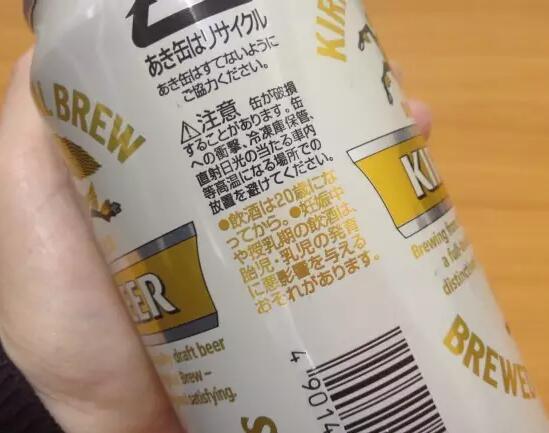 あき缶はリサイクル
あき缶はすてないように
ご協力ください。
⚠注意 缶が破損
することがあります。缶
への衝撃、冷凍庫保管、
直射日光の当たる車内
等高温になる場所での
放置を避けてください。
●飲酒は20歳にな
ってから。●妊娠中
や授乳期の飲酒は、
胎児・乳児の発育
に悪影響を与える
おそれがあります。
L BREW
EER
draft beer
Brew –
satisfying.
KIR
KI
Brewing
a full
distinct
BREWE
4 9014